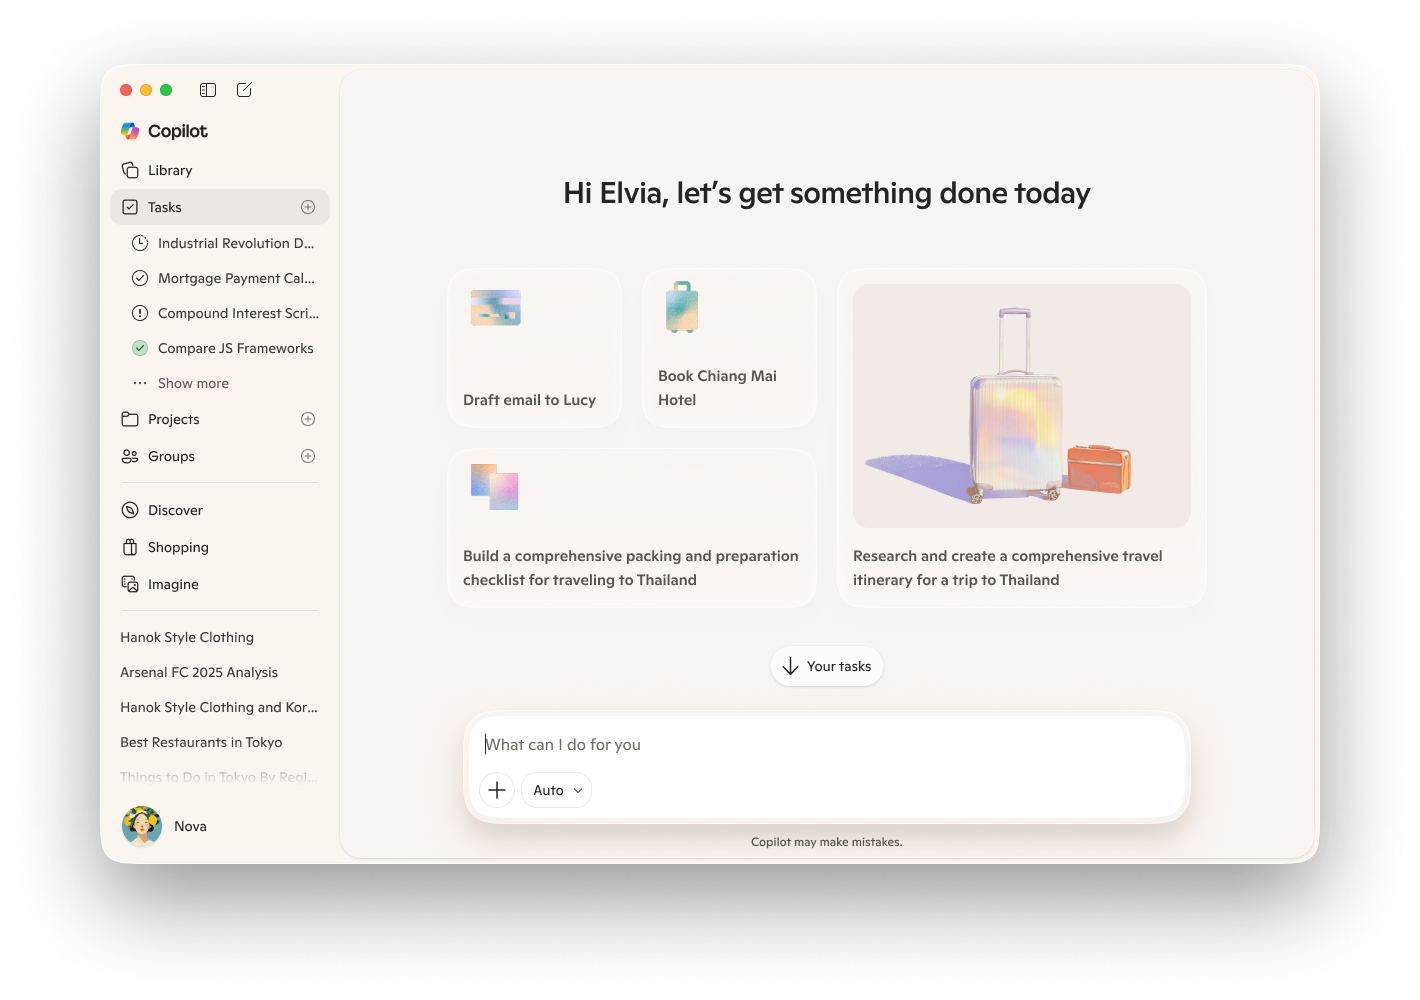 Copilot
Library
Tasks
Industrial Revolution D...
Mortgage Payment Cal...
Compound Interest Scri...
Compare JS Frameworks
Show more
Projects
Groups
Discover
Shopping
Imagine
Hanok Style Clothing
Arsenal FC 2025 Analysis
Hanok Style Clothing and Kor...
Best Restaurants in Tokyo
Things to Do in Tokyo By Regi...
Nova
Hi Elvia, let’s get something done today
Draft email to Lucy
Book Chiang Mai
Hotel
Build a comprehensive packing and preparation
checklist for traveling to Thailand
Research and create a comprehensive travel
itinerary for a trip to Thailand
Your tasks
What can I do for you
Auto
Copilot may make mistakes.